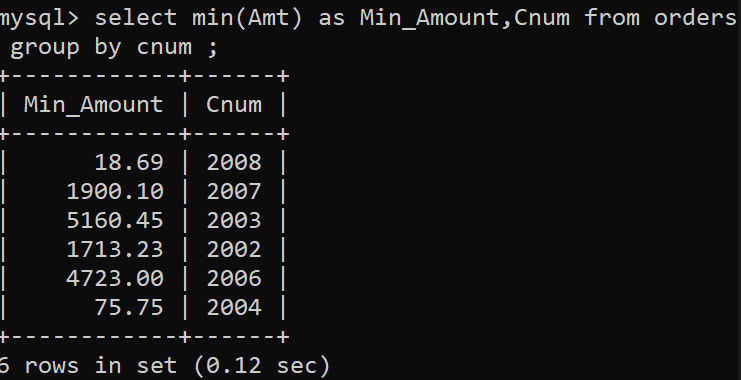 mysql> select min(Amt) as Min_Amount,Cnum from orders
 group by cnum ;
+------------+------+
| Min_Amount | Cnum |
+------------+------+
|      18.69 | 2008 |
|    1900.10 | 2007 |
|    5160.45 | 2003 |
|    1713.23 | 2002 |
|    4723.00 | 2006 |
|      75.75 | 2004 |
+------------+------+
6 rows in set (0.12 sec)